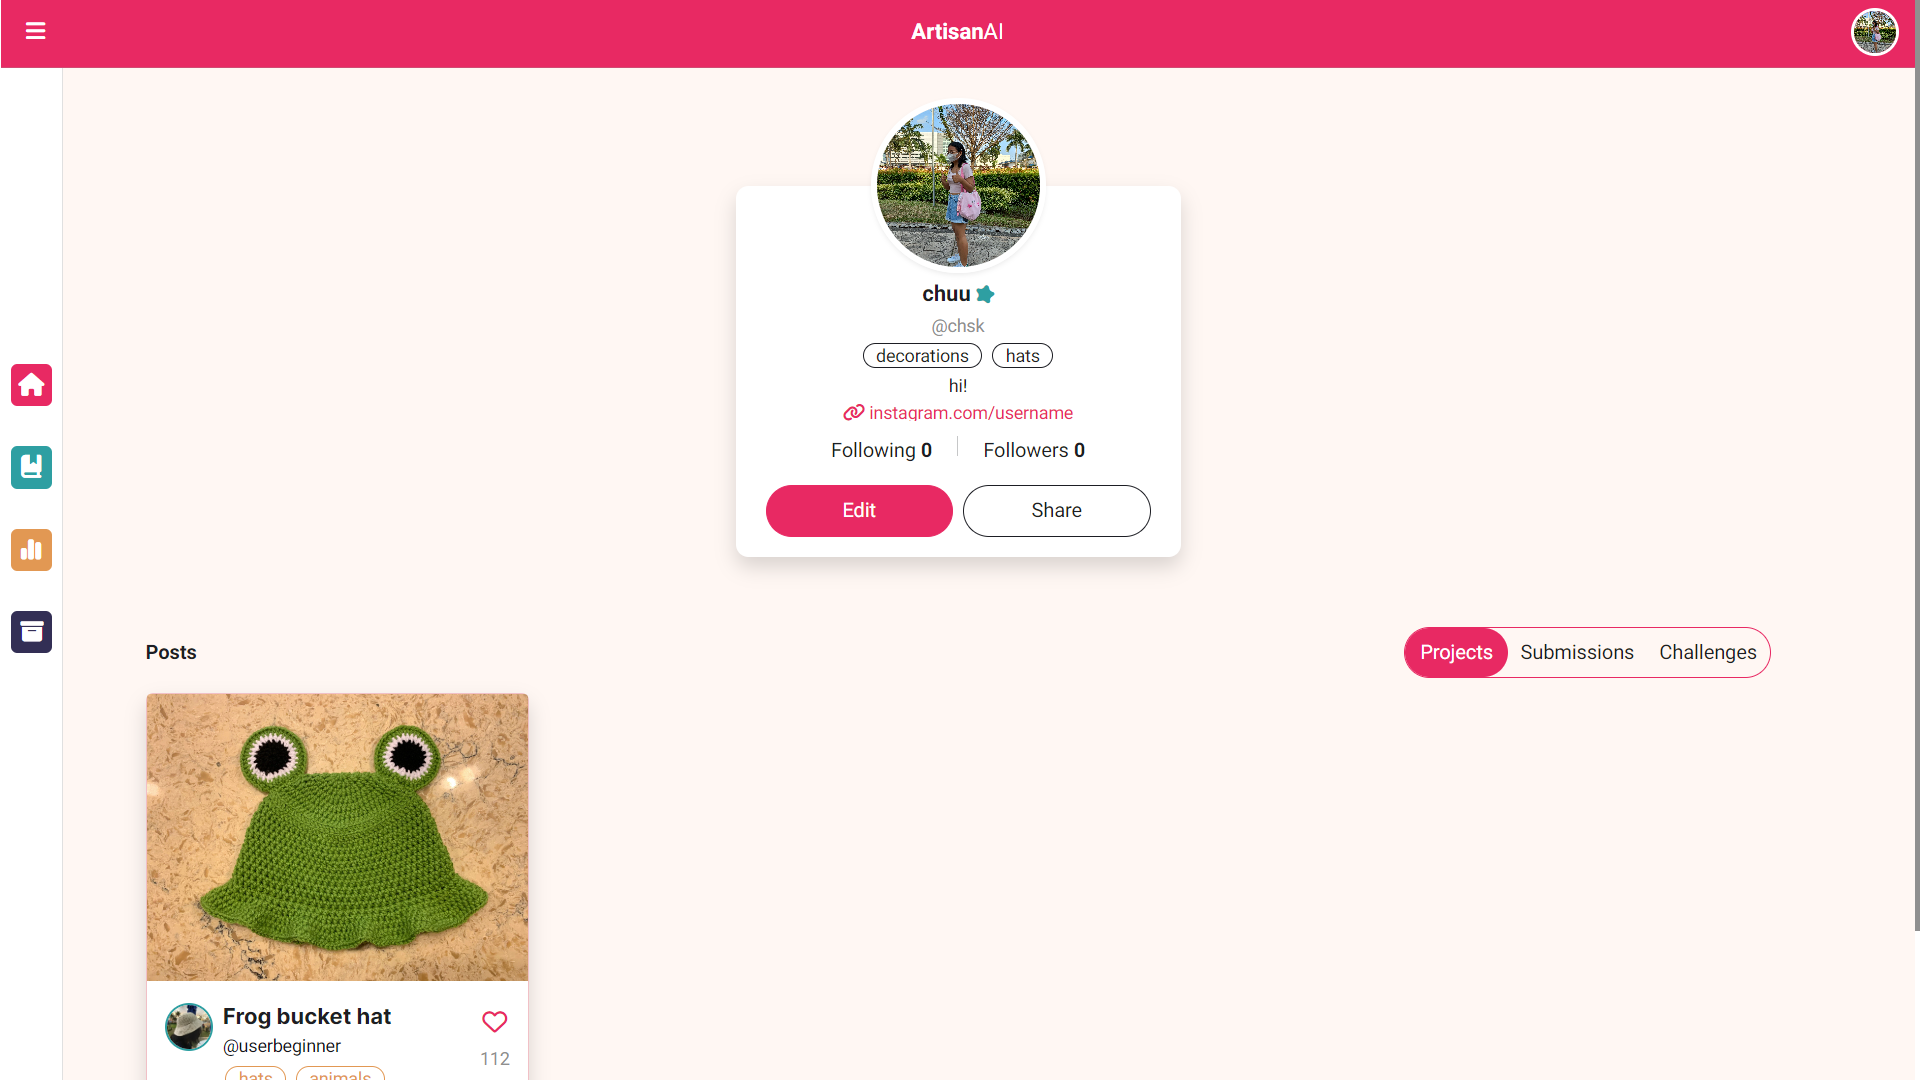 ArtisanAI
chuu
@chsk
decorations hats
hi!
instagram.com/username
Following 0 Followers 0
Edit Share
Posts
Projects Submissions Challenges
Frog bucket hat
@userbeginner
112
hats animals